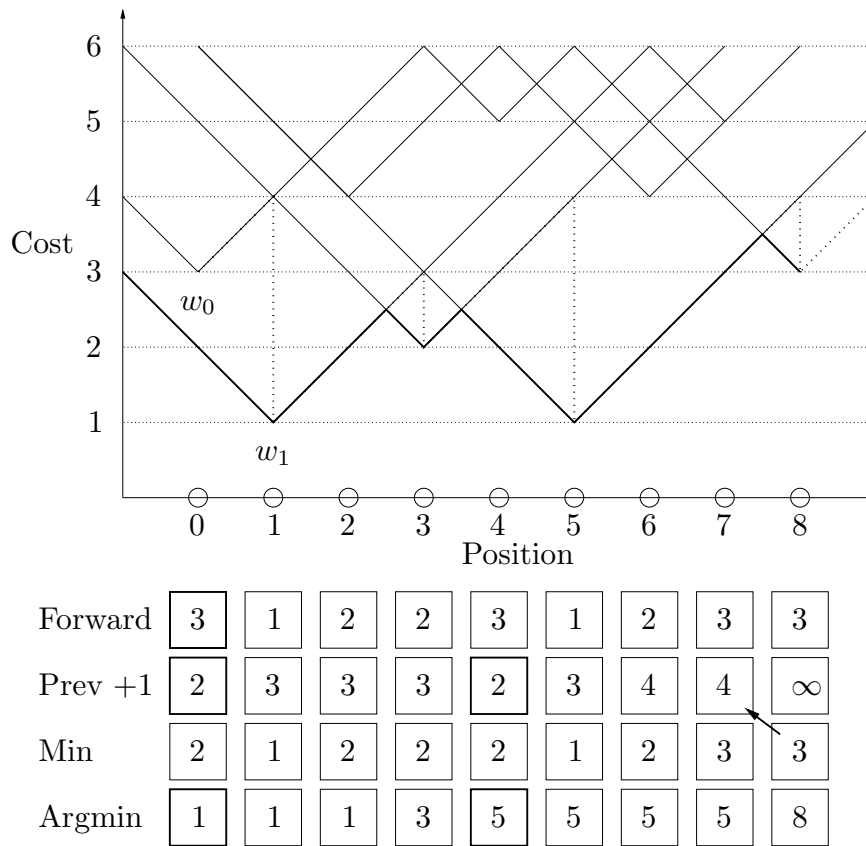 6
5
4
Cost
3
w₀
2
1
w₁
0 1 2 3 4 5 6 7 8
Position
Forward 3 1 2 2 3 1 2 3 3
Prev +1 2 3 3 3 2 3 4 4 ∞
Min 2 1 2 2 2 1 2 3 3
Argmin 1 1 1 3 5 5 5 5 8